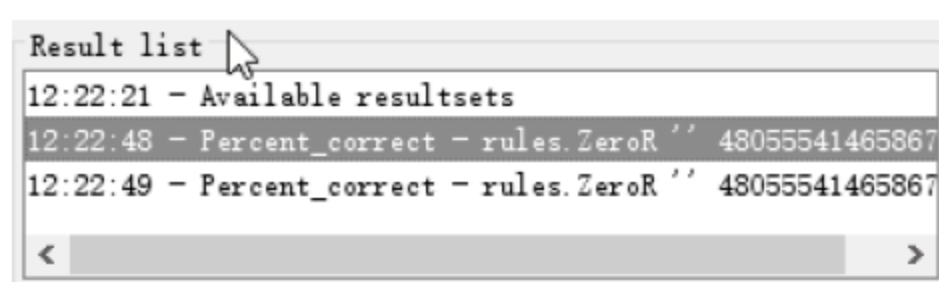 Result list
12:22:21 - Available resultsets
12:22:48 - Percent_correct - rules.ZeroR '' 48055541465867
12:22:49 - Percent_correct - rules.ZeroR '' 48055541465867